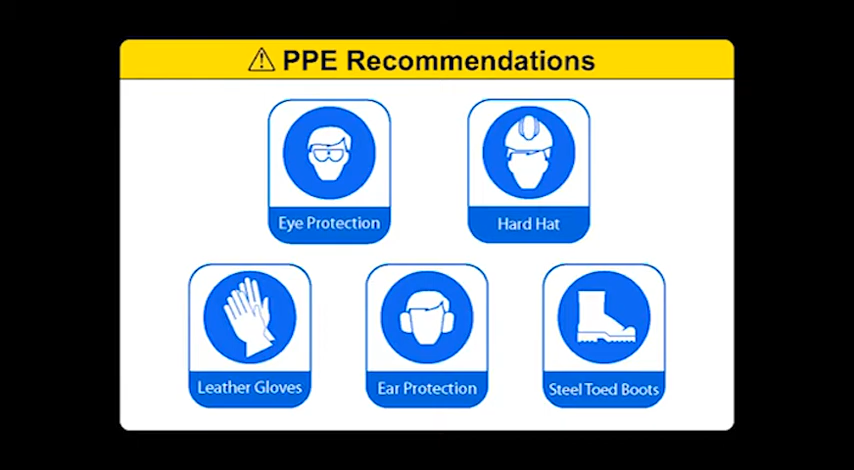 PPE Recommendations
Eye Protection
Hard Hat
Leather Gloves
Ear Protection
Steel Toed Boots